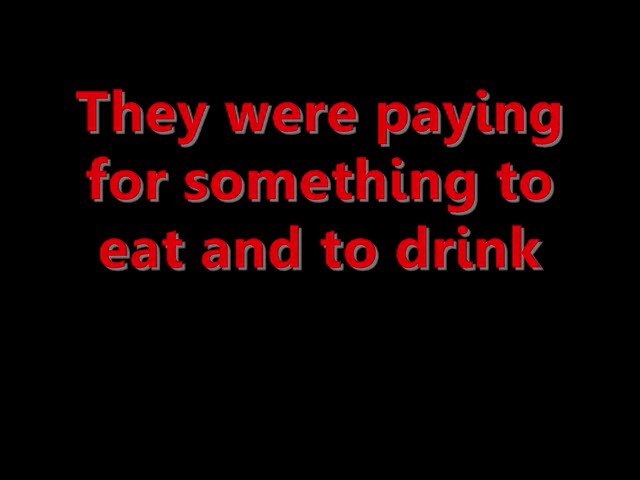 They were paying
for something to
eat and to drink